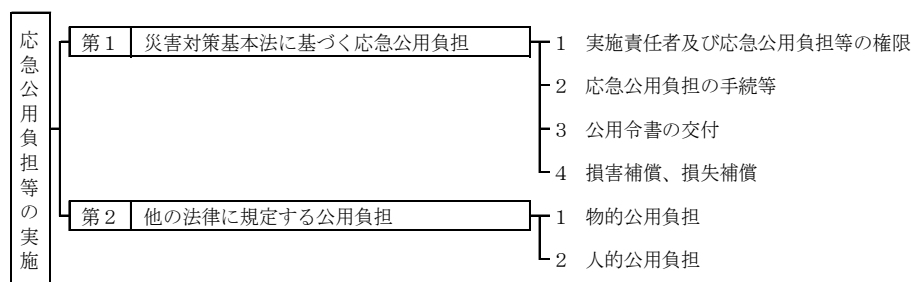 応急公用負担等の実施
第１ 災害対策基本法に基づく応急公用負担
１ 実施責任者及び応急公用負担等の権限
２ 応急公用負担の手続等
３ 公用令書の交付
４ 損害補償、損失補償
第２ 他の法律に規定する公用負担
１ 物的公用負担
２ 人的公用負担